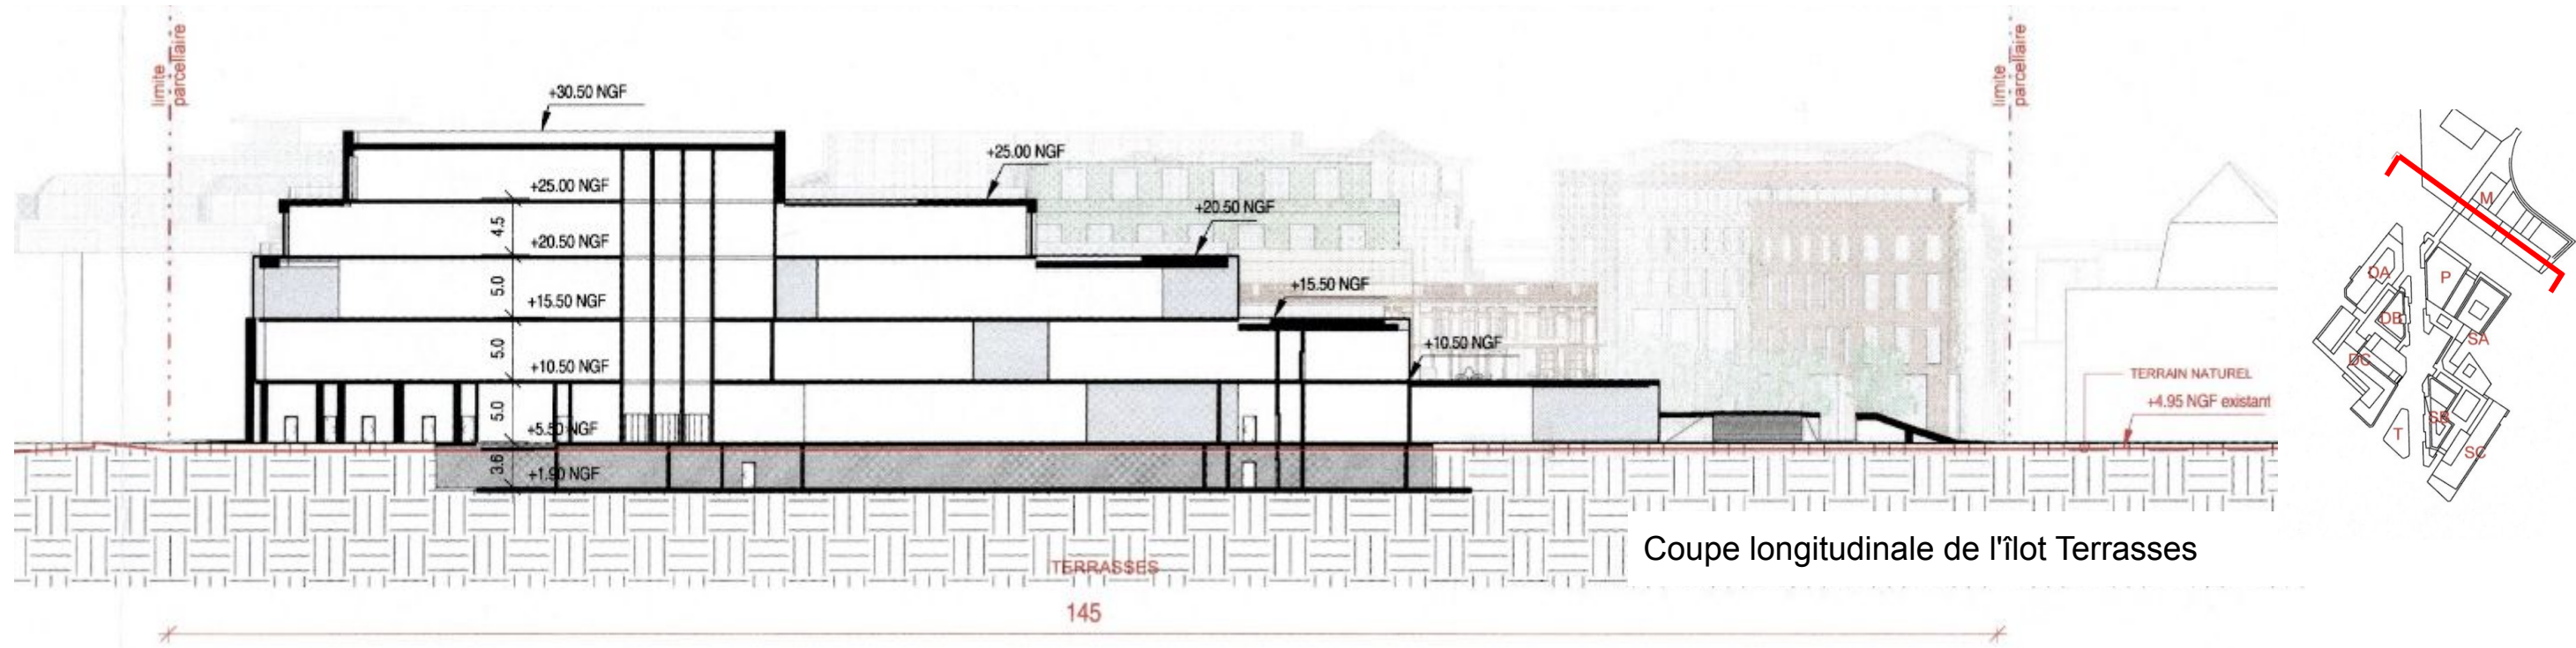 limite
parcellaire
limite
parcellaire
+30.50 NGF
+25.00 NGF
+25.00 NGF
4.5
+20.50 NGF
+20.50 NGF
5.0
+15.50 NGF
+15.50 NGF
5.0
+10.50 NGF
+10.50 NGF
5.0
+5.50 NGF
3.6
+1.90 NGF
TERRAIN NATUREL
+4.95 NGF existant
TERRASSES
Coupe longitudinale de l'îlot Terrasses
145
M
DA
P
DB
SA
DC
SB
T
SC